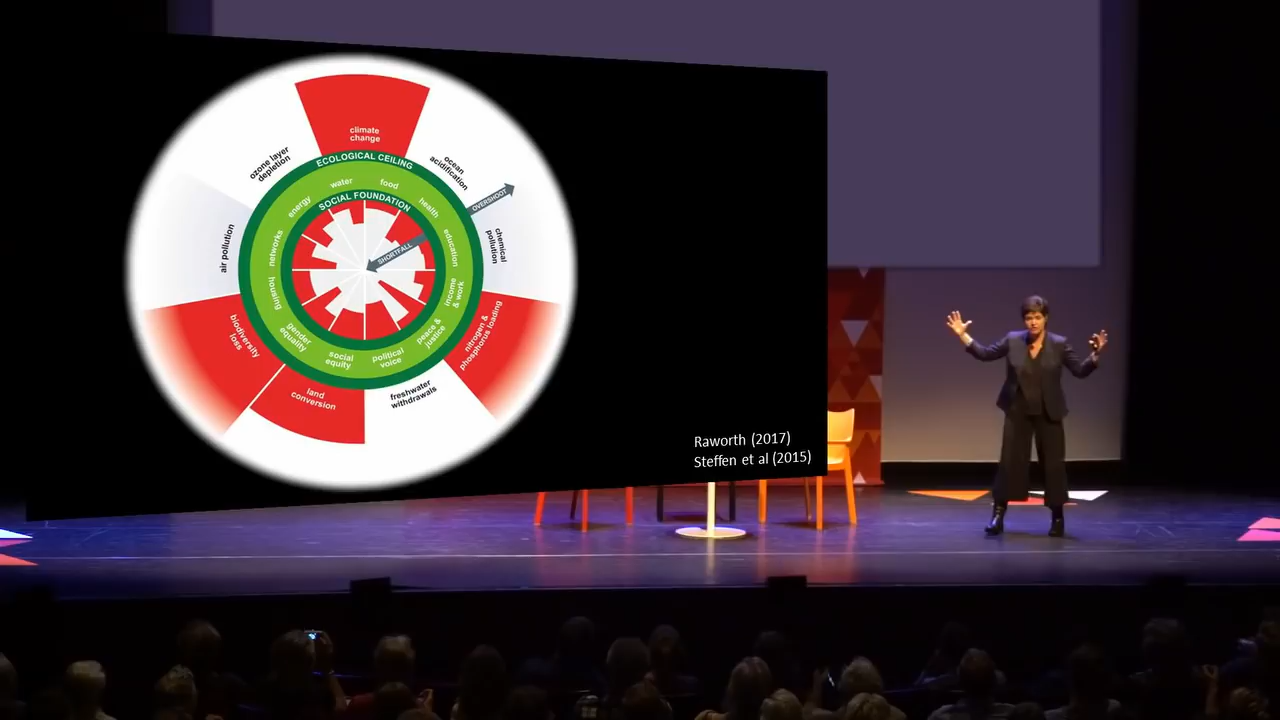 climate
change
ozone layer
depletion
ocean
acidification
ECOLOGICAL CEILING
water
food
energy
health
SOCIAL FOUNDATION
OVERSHOOT
SHORTFALL
air pollution
networks
education
chemical
pollution
housing
income
& work
biodiversity
loss
gender
equality
social
equity
political
voice
peace &
justice
nitrogen &
phosphorus loading
land
conversion
freshwater
withdrawals
Raworth (2017)
Steffen et al (2015)